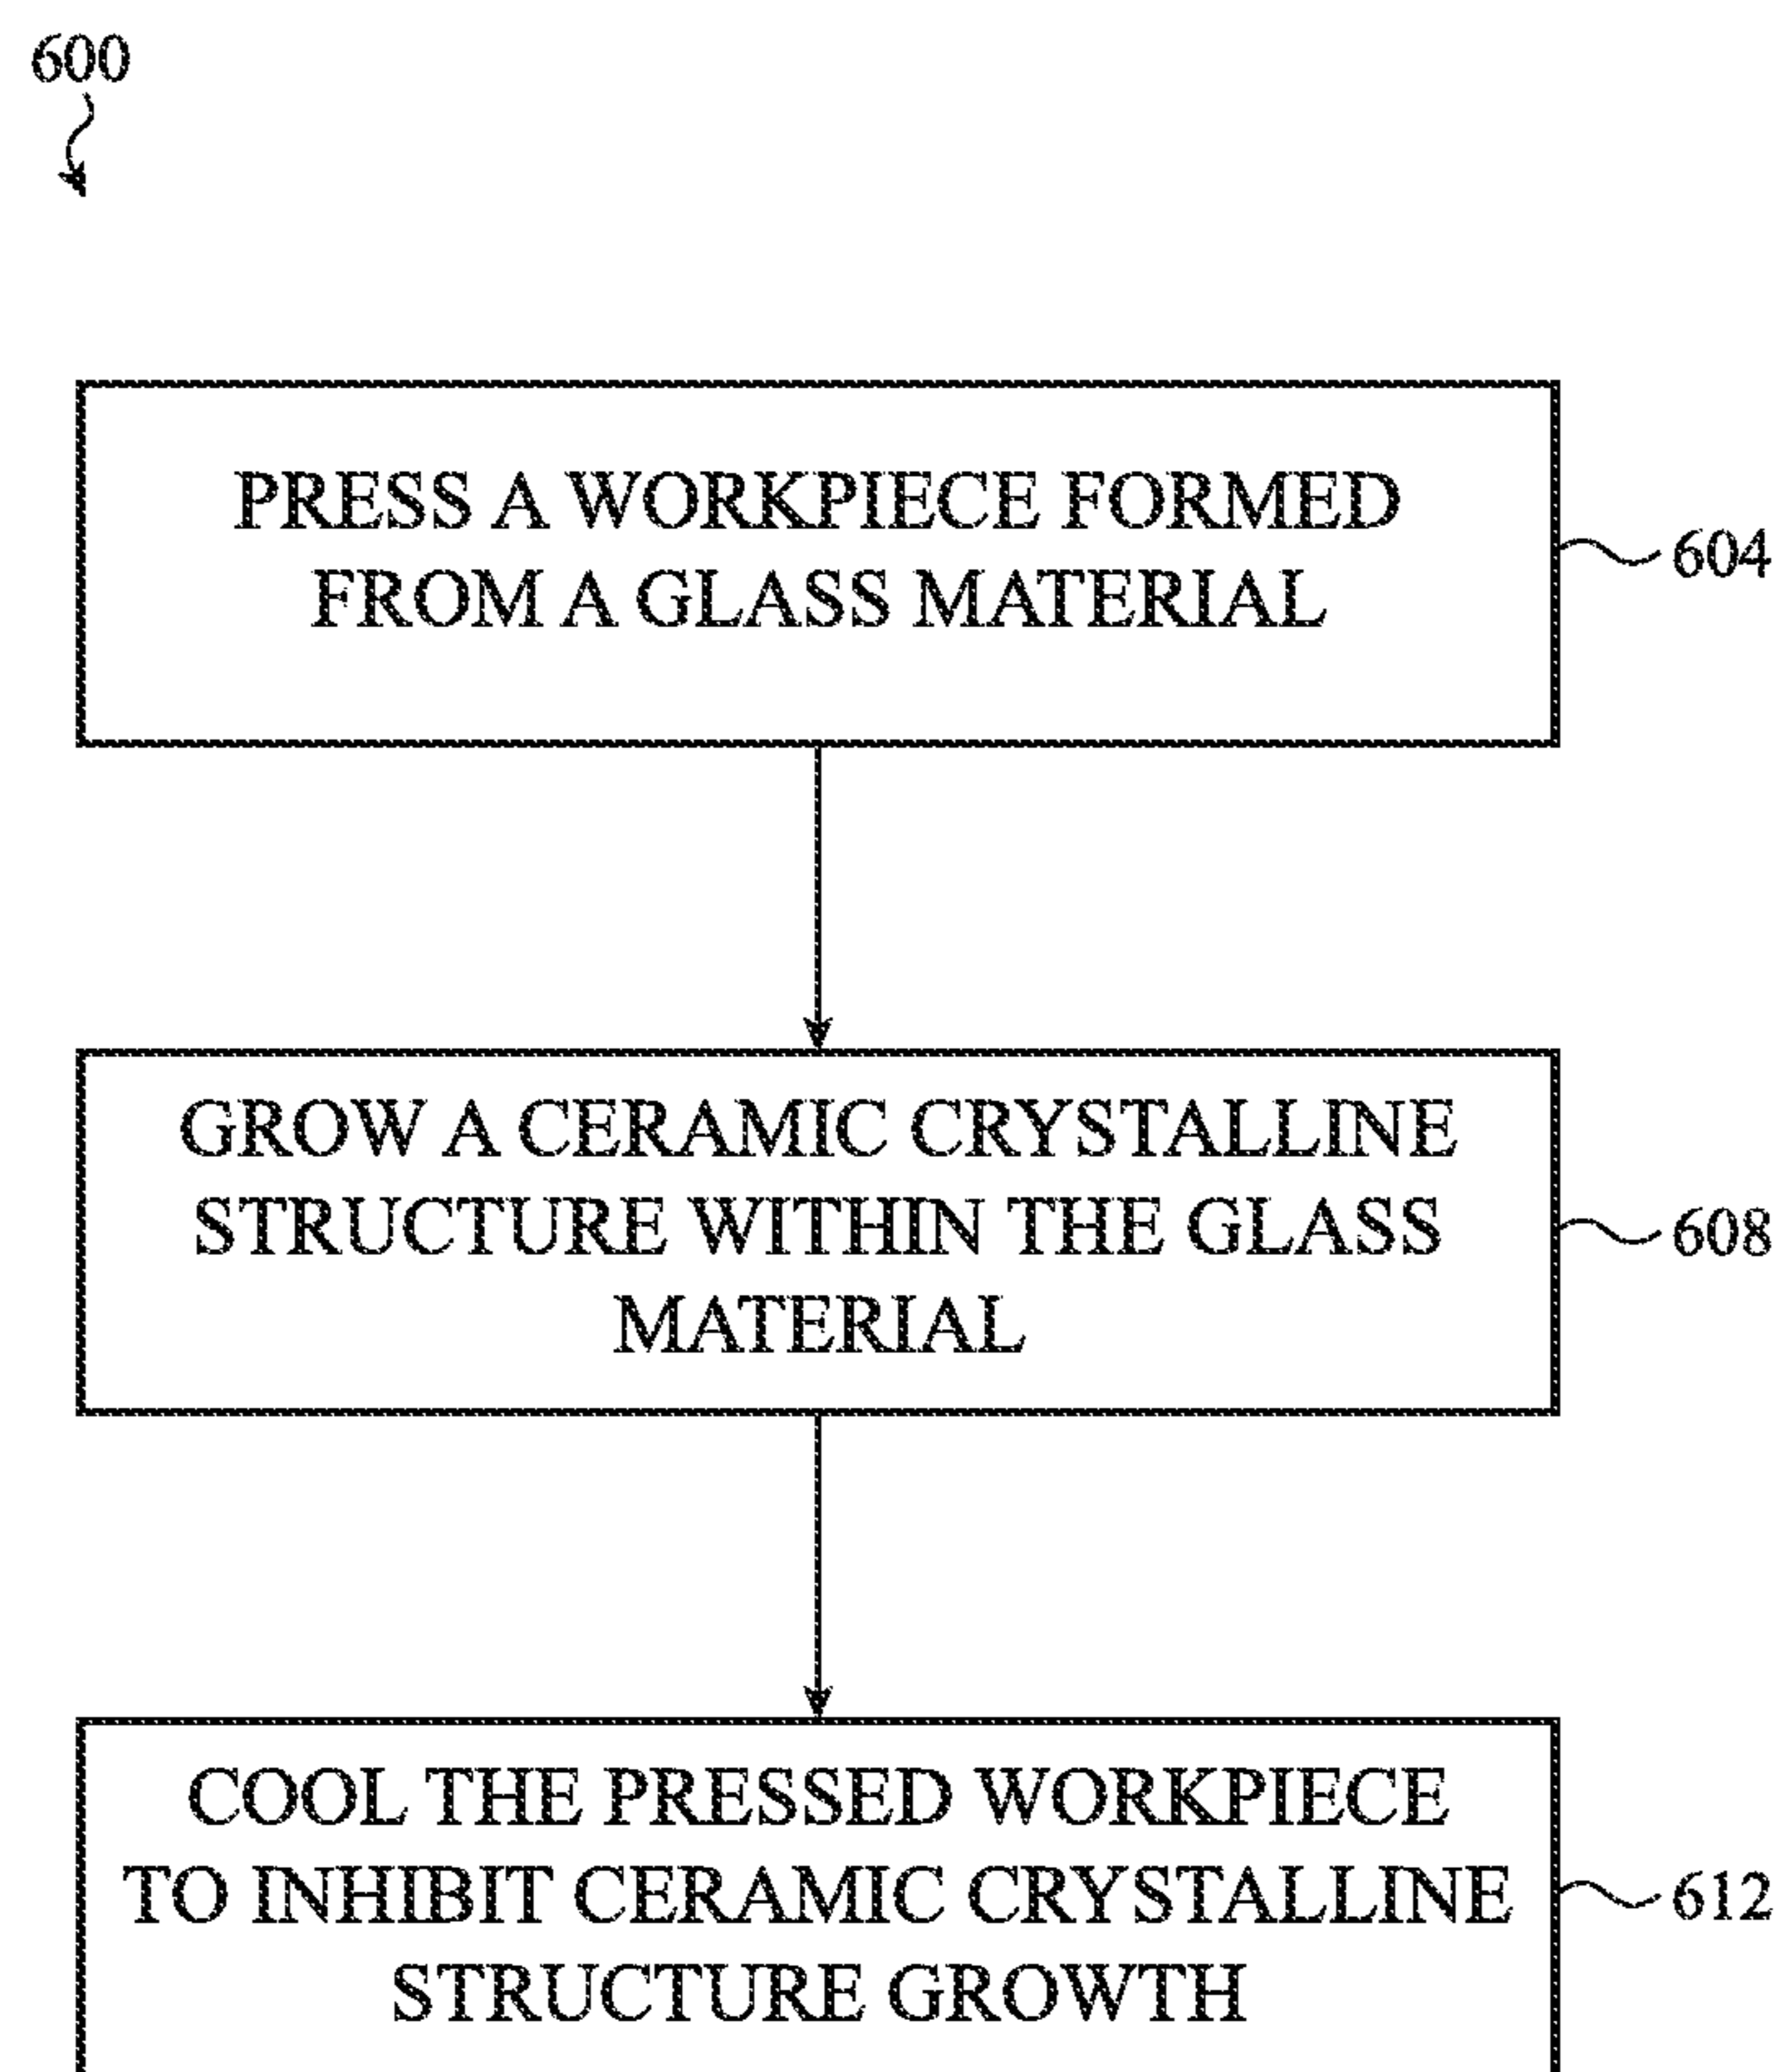 600
PRESS A WORKPIECE FORMED
FROM A GLASS MATERIAL
604
GROW A CERAMIC CRYSTALLINE
STRUCTURE WITHIN THE GLASS
MATERIAL
608
COOL THE PRESSED WORKPIECE
TO INHIBIT CERAMIC CRYSTALLINE
STRUCTURE GROWTH
612